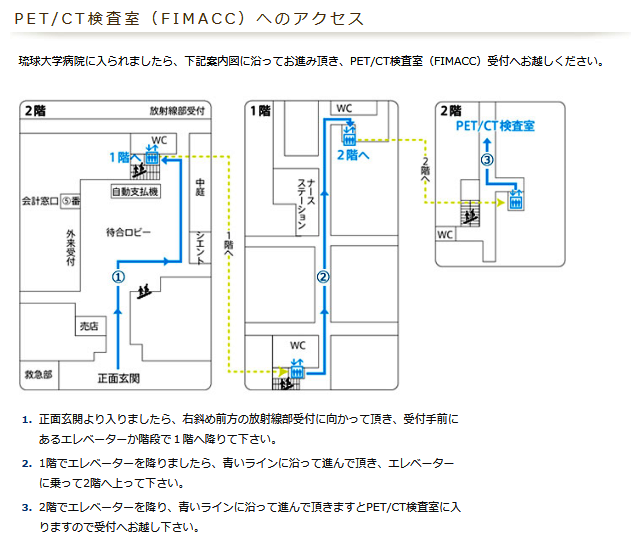 PET/CT検査室（FIMACC）へのアクセス
琉球大学病院に入られましたら、下記案内図に沿ってお進み頂き、PET/CT検査室（FIMACC）受付へお越しください。
2階
放射線部受付
WC
1階へ
自動支払機
会計窓口 ⑤番
中庭
待合ロビー
外来受付
シエント
①
売店
救急部
正面玄関
1階へ
1階
WC
2階へ
ナースステーション
②
WC
2階へ
2階
PET/CT検査室
③
WC
1. 正面玄関より入りましたら、右斜め前方の放射線部受付に向かって頂き、受付手前に
あるエレベーターか階段で１階へ降りて下さい。
2. 1階でエレベーターを降りましたら、青いラインに沿って進んで頂き、エレベーター
に乗って2階へ上って下さい。
3. 2階でエレベーターを降り、青いラインに沿って進んで頂きますとPET/CT検査室に入
りますので受付へお越し下さい。